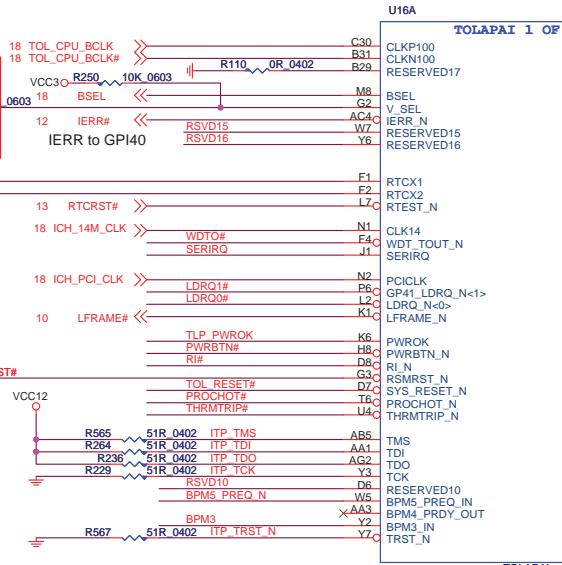 U16A
TOLAPAI 1 OF
18 TOL_CPU_BCLK C30 CLKP100
18 TOL_CPU_BCLK# B31 CLKN100
R110 0R_0402 B29 RESERVED17
VCC3 R250 10K_0603
18 BSEL M8 BSEL
_0603 G2 V_SEL
12 IERR# AC4 IERR_N
IERR to GPI40 RSVD15 W7 RESERVED15
RSVD16 Y6 RESERVED16
F1 RTCX1
F2 RTCX2
13 RTCRST# L7 RTEST_N
18 ICH_14M_CLK N1 CLK14
WDTO# F4 WDT_TOUT_N
SERIRQ J1 SERIRQ
18 ICH_PCI_CLK N2 PCICLK
LDRQ1# P6 GP41_LDRQ_N<1>
LDRQ0# L2 LDRQ_N<0>
10 LFRAME# K1 LFRAME_N
TLP_PWROK K6 PWROK
PWRBTN# H8 PWRBTN_N
RI# D8 RI_N
ST# G3 RSMRST_N
TOL_RESET# D7 SYS_RESET_N
PROCHOT# T6 PROCHOT_N
VCC12 THRMTRIP# U4 THRMTRIP_N
R565 51R_0402 ITP_TMS AB5 TMS
R264 51R_0402 ITP_TDI AA1 TDI
R236 51R_0402 ITP_TDO AG2 TDO
R229 51R_0402 ITP_TCK Y3 TCK
RSVD10 D6 RESERVED10
BPM5_PREQ_N W5 BPM5_PREQ_IN
AA3 BPM4_PRDY_OUT
BPM3 Y2 BPM3_IN
R567 51R_0402 ITP_TRST_N Y7 TRST_N